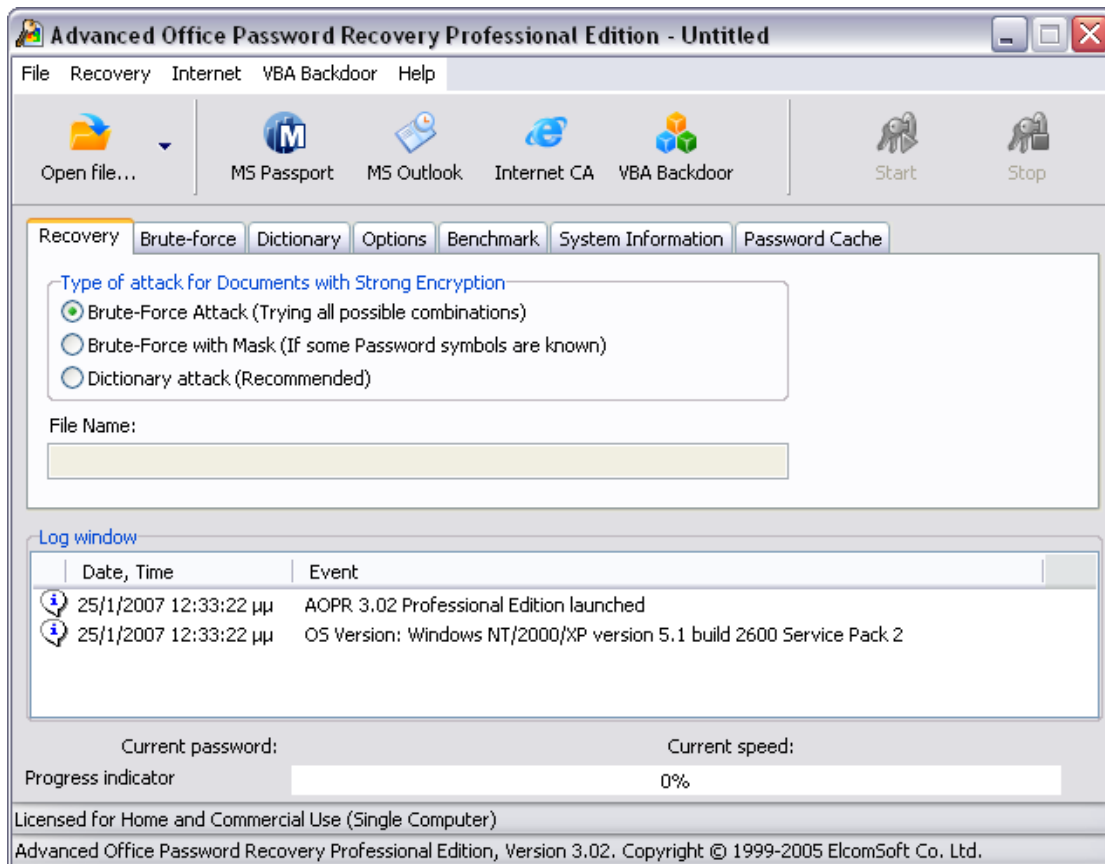 Advanced Office Password Recovery Professional Edition - Untitled
File Recovery Internet VBA Backdoor Help
Open file... MS Passport MS Outlook Internet CA VBA Backdoor Start Stop
Recovery Brute-force Dictionary Options Benchmark System Information Password Cache
Type of attack for Documents with Strong Encryption
Brute-Force Attack (Trying all possible combinations)
Brute-Force with Mask (If some Password symbols are known)
Dictionary attack (Recommended)
File Name:
Log window
Date, Time Event
25/1/2007 12:33:22 μμ AOPR 3.02 Professional Edition launched
25/1/2007 12:33:22 μμ OS Version: Windows NT/2000/XP version 5.1 build 2600 Service Pack 2
Current password: Current speed:
Progress indicator 0%
Licensed for Home and Commercial Use (Single Computer)
Advanced Office Password Recovery Professional Edition, Version 3.02. Copyright © 1999-2005 ElcomSoft Co. Ltd.